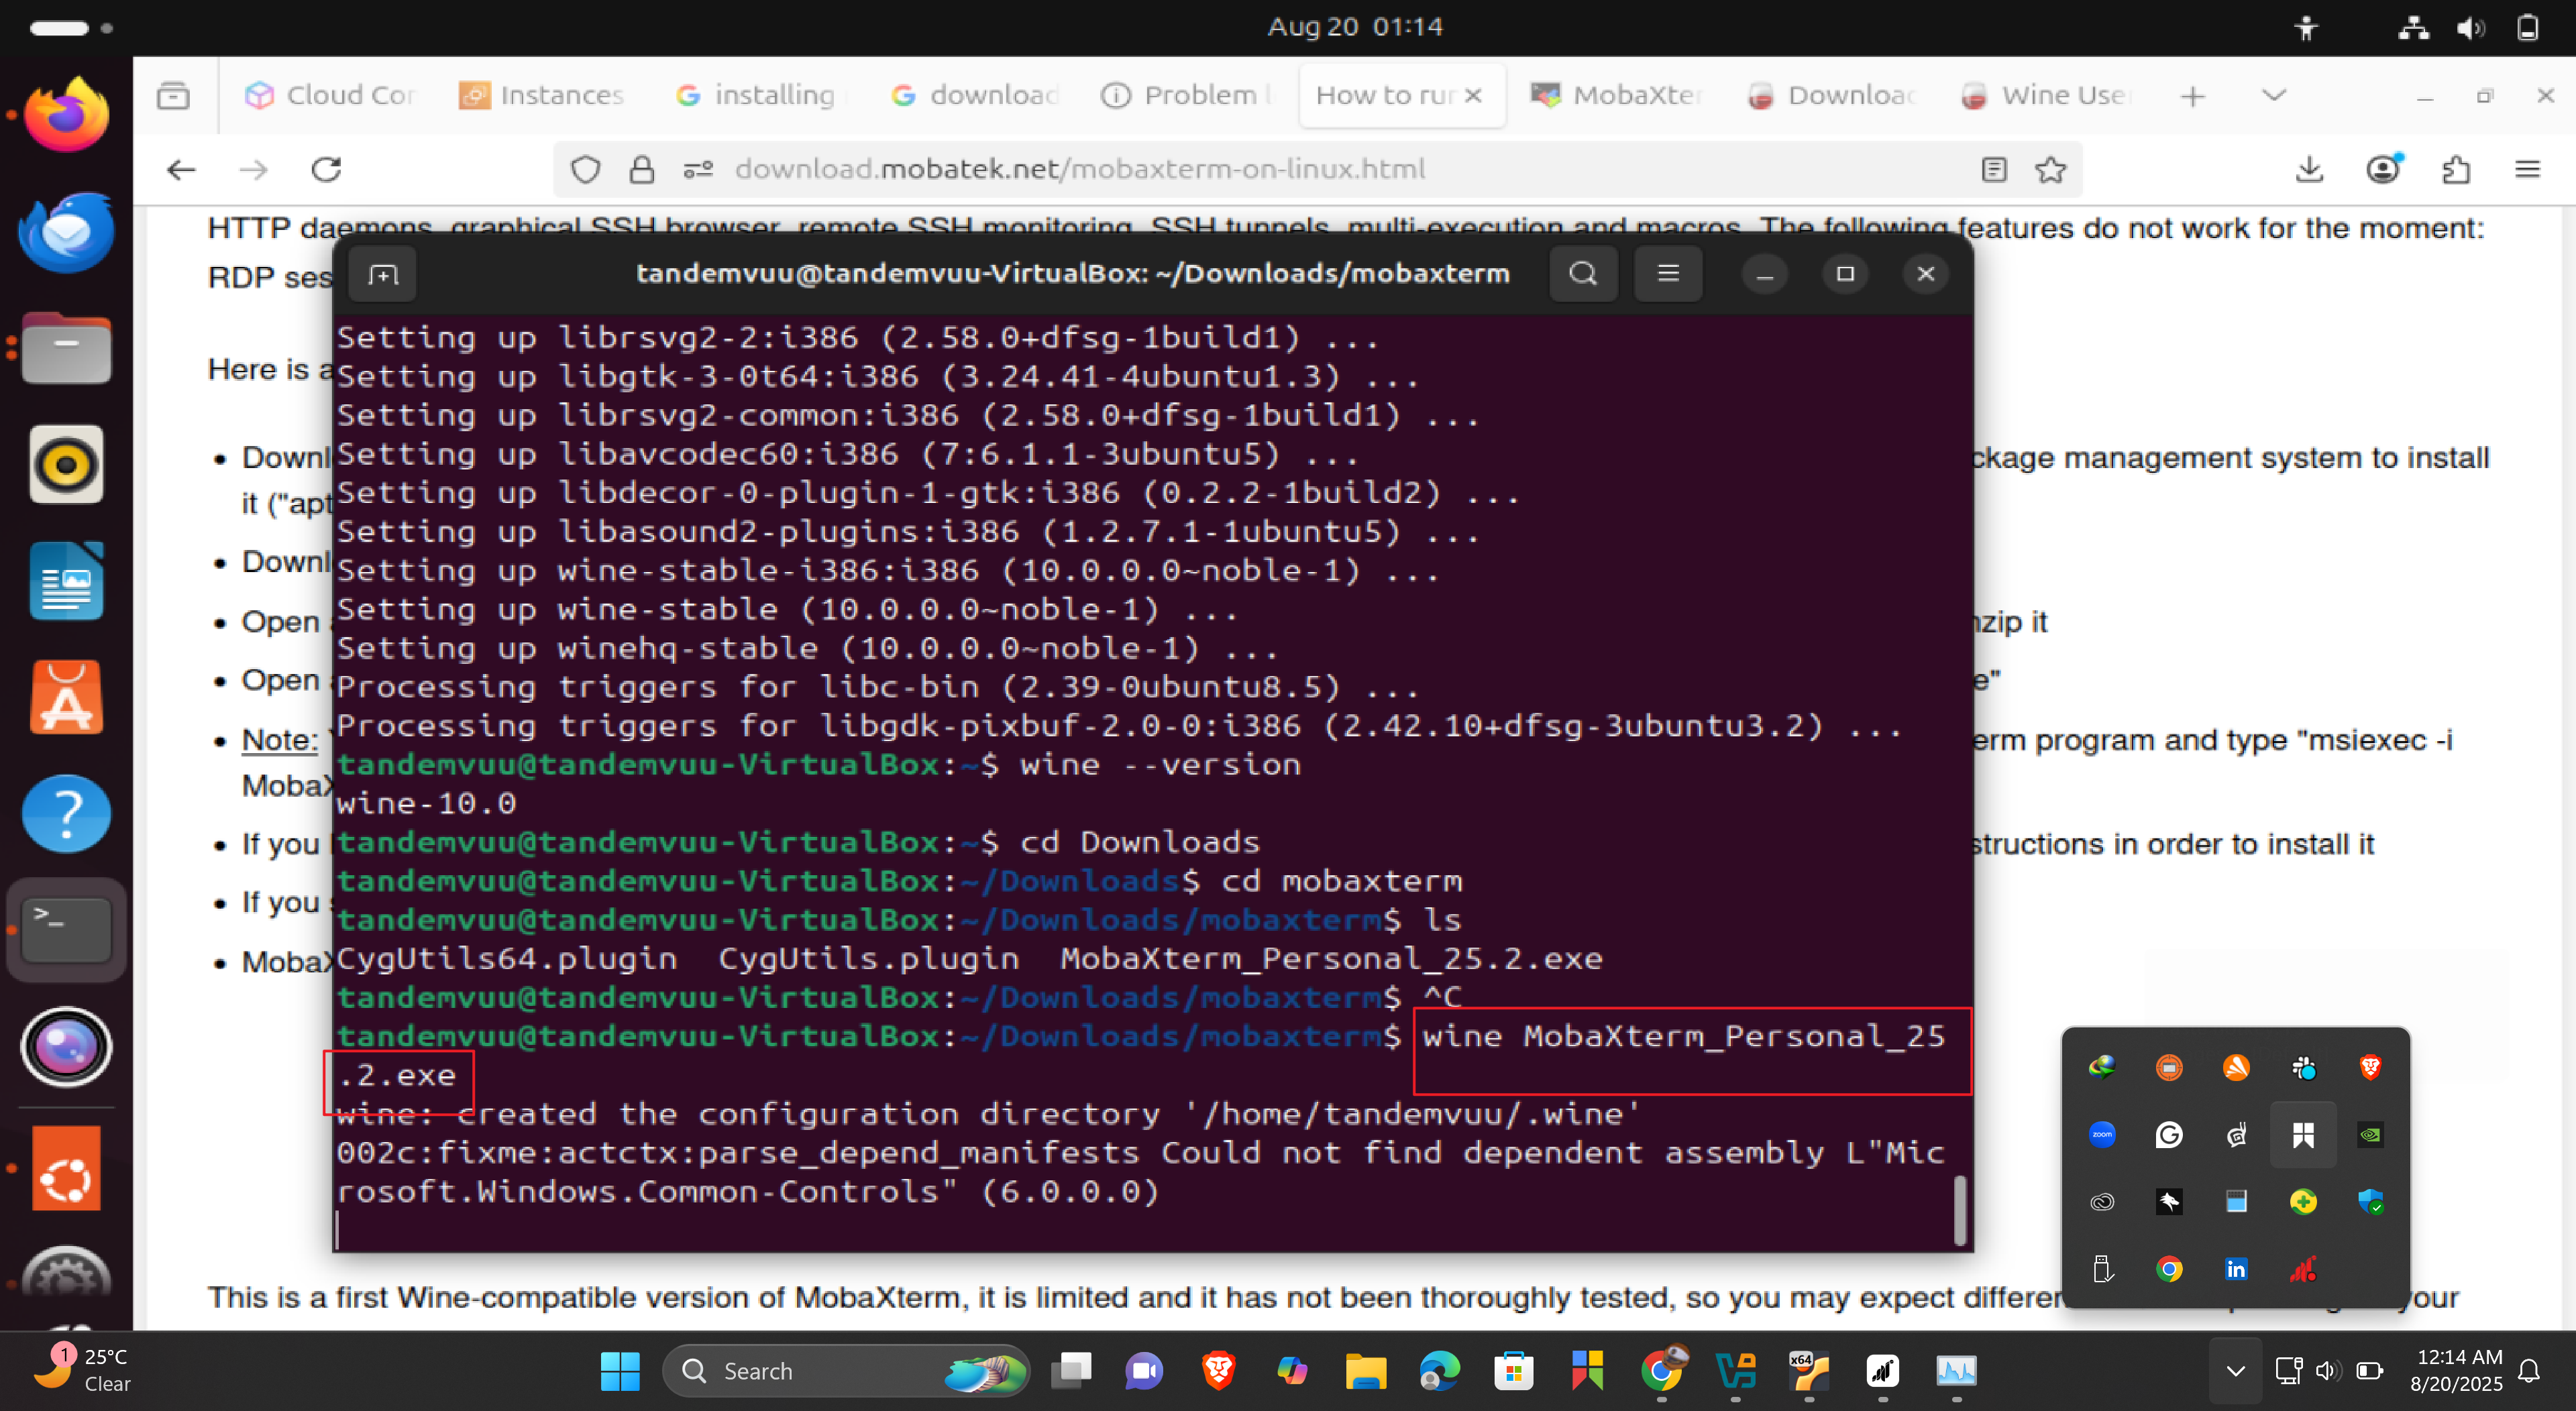 Aug 20 01:14
Cloud Cor
Instances
installing
download
Problem l
How to rur
MobaXter
Downloac
Wine Use
download.mobatek.net/mobaxterm-on-linux.html
HTTP daemons, graphical SSH browser, remote SSH monitoring, SSH tunnels, multi-execution and macros. The following features do not work for the moment:
RDP ses
tandemvuu@tandemvuu-VirtualBox: ~/Downloads/mobaxterm
Here is a
Downl
ckage management system to install
it ("apt
Downl
Open
nzip it
Open
e"
Note:
erm program and type "msiexec -i
MobaX
If you
structions in order to install it
If you
MobaX
Setting up librsvg2-2:i386 (2.58.0+dfsg-1build1) ...
Setting up libgtk-3-0t64:i386 (3.24.41-4ubuntu1.3) ...
Setting up librsvg2-common:i386 (2.58.0+dfsg-1build1) ...
Setting up libavcodec60:i386 (7:6.1.1-3ubuntu5) ...
Setting up libdecor-0-plugin-1-gtk:i386 (0.2.2-1build2) ...
Setting up libasound2-plugins:i386 (1.2.7.1-1ubuntu5) ...
Setting up wine-stable-i386:i386 (10.0.0.0~noble-1) ...
Setting up wine-stable (10.0.0.0~noble-1) ...
Setting up winehq-stable (10.0.0.0~noble-1) ...
Processing triggers for libc-bin (2.39-0ubuntu8.5) ...
Processing triggers for libgdk-pixbuf-2.0-0:i386 (2.42.10+dfsg-3ubuntu3.2) ...
tandemvuu@tandemvuu-VirtualBox:~$ wine --version
wine-10.0
tandemvuu@tandemvuu-VirtualBox:~$ cd Downloads
tandemvuu@tandemvuu-VirtualBox:~/Downloads$ cd mobaxterm
tandemvuu@tandemvuu-VirtualBox:~/Downloads/mobaxterm$ ls
CygUtils64.plugin CygUtils.plugin MobaXterm_Personal_25.2.exe
tandemvuu@tandemvuu-VirtualBox:~/Downloads/mobaxterm$ ^C
tandemvuu@tandemvuu-VirtualBox:~/Downloads/mobaxterm$ wine MobaXterm_Personal_25
.2.exe
wine: created the configuration directory '/home/tandemvuu/.wine'
002c:fixme:actctx:parse_depend_manifests Could not find dependent assembly L"Mic
rosoft.Windows.Common-Controls" (6.0.0.0)
This is a first Wine-compatible version of MobaXterm, it is limited and it has not been thoroughly tested, so you may expect differen
your
zoom
in
1
25°C
Clear
Search
x64
12:14 AM
8/20/2025